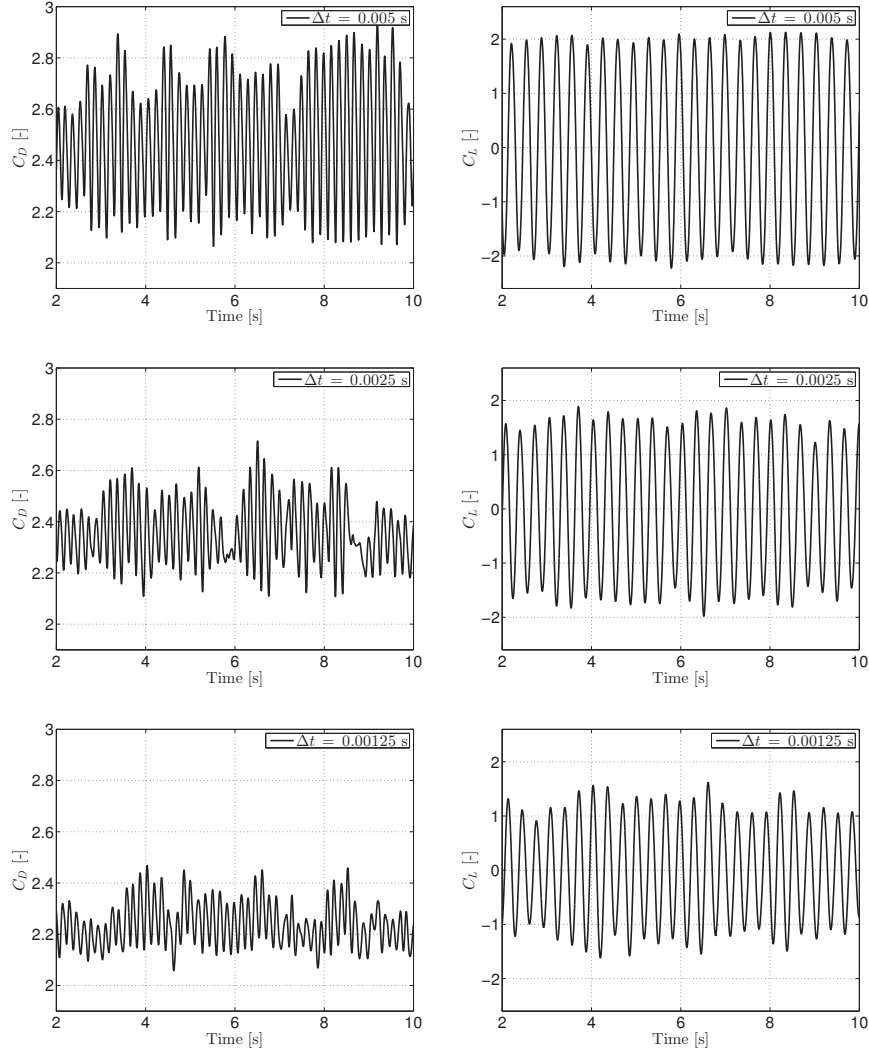 3
2.8
2.6
2.4
2.2
2
C_D [-]
2 4 6 8 10
Time [s]
Δt = 0.005 s
2
1
0
−1
−2
C_L [-]
2 4 6 8 10
Time [s]
Δt = 0.005 s
3
2.8
2.6
2.4
2.2
2
C_D [-]
2 4 6 8 10
Time [s]
Δt = 0.0025 s
2
1
0
−1
−2
C_L [-]
2 4 6 8 10
Time [s]
Δt = 0.0025 s
3
2.8
2.6
2.4
2.2
2
C_D [-]
2 4 6 8 10
Time [s]
Δt = 0.00125 s
2
1
0
−1
−2
C_L [-]
2 4 6 8 10
Time [s]
Δt = 0.00125 s